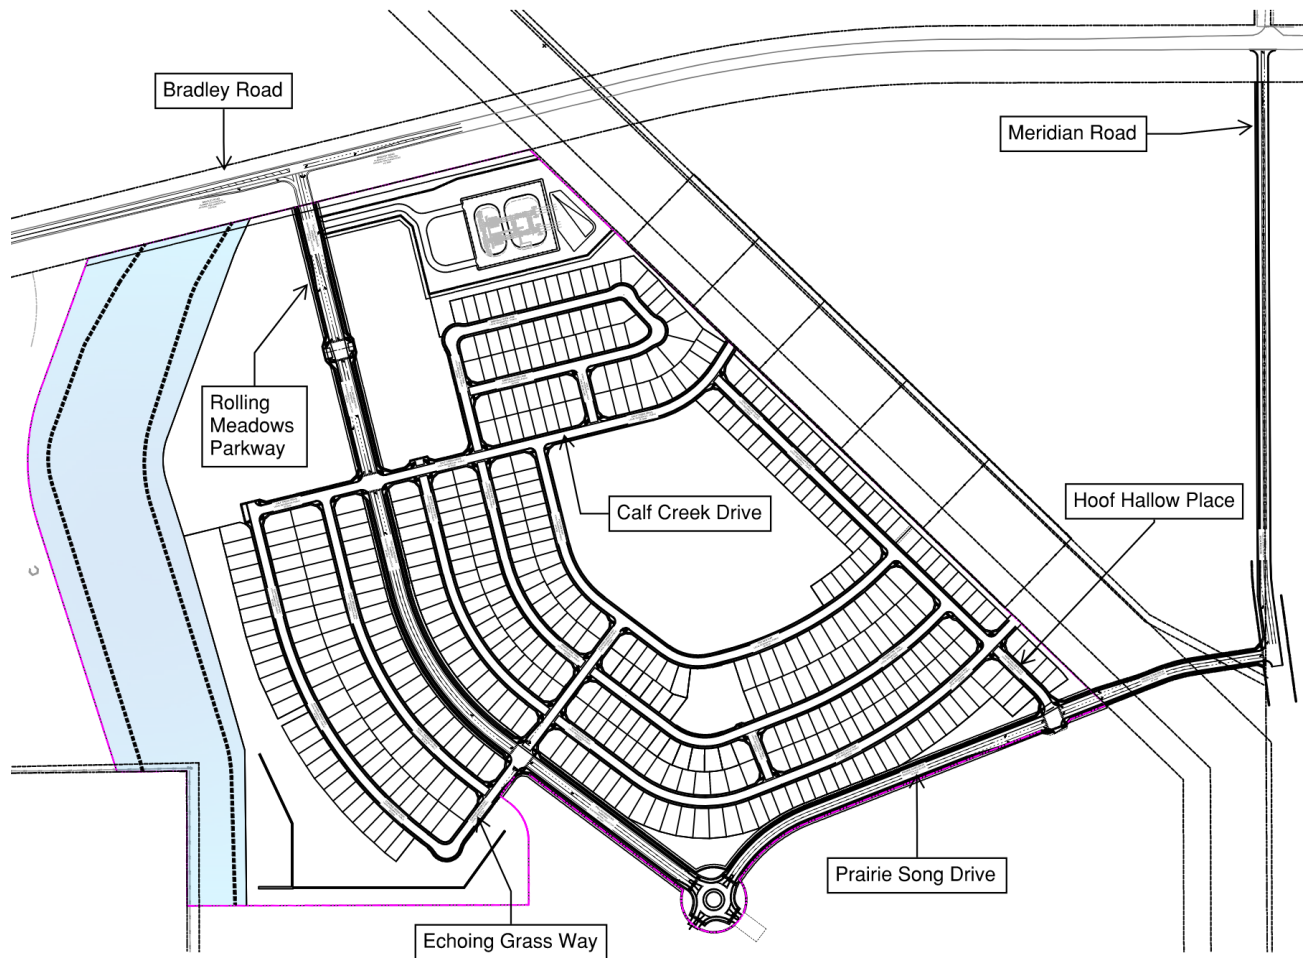 Bradley Road
Meridian Road
Rolling
Meadows
Parkway
Calf Creek Drive
Hoof Hallow Place
Prairie Song Drive
Echoing Grass Way